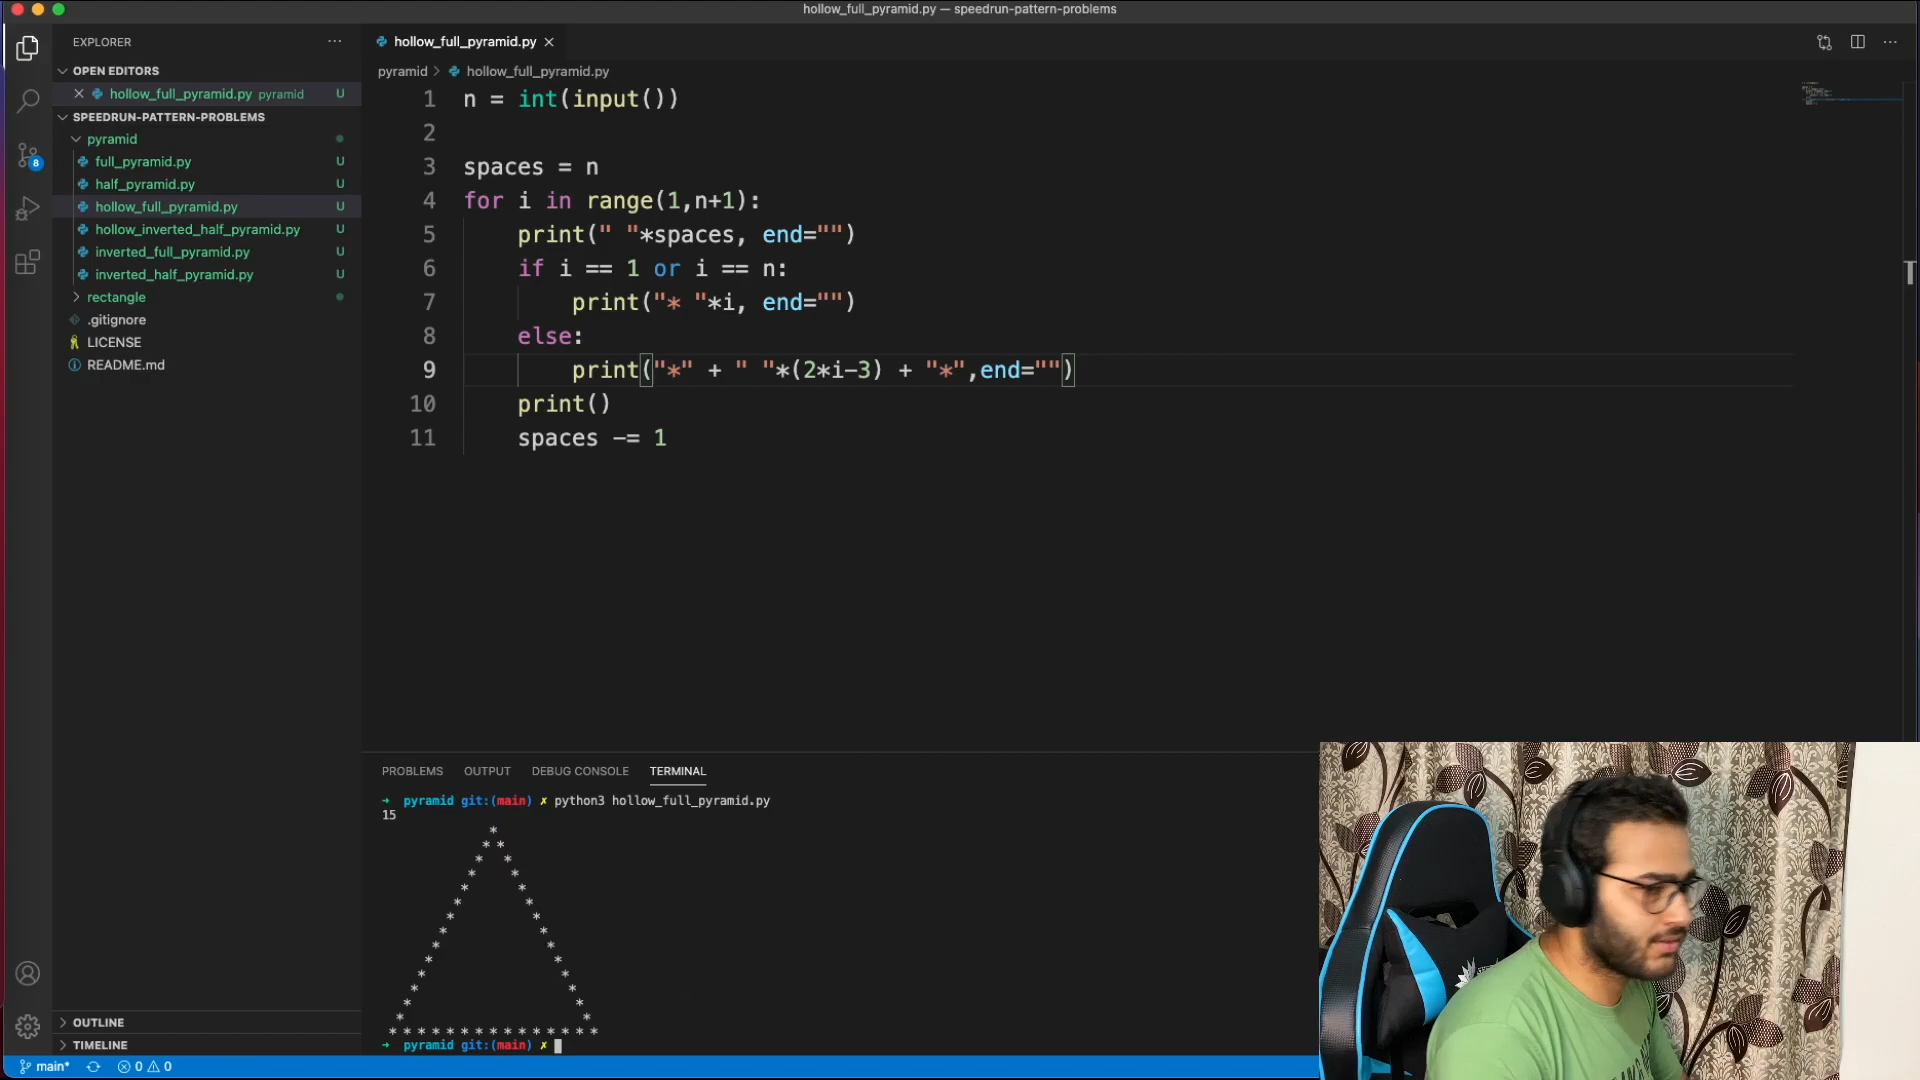 hollow_full_pyramid.py — speedrun-pattern-problems
EXPLORER
OPEN EDITORS
hollow_full_pyramid.py pyramid U
SPEEDRUN-PATTERN-PROBLEMS
pyramid
full_pyramid.py U
half_pyramid.py U
hollow_full_pyramid.py U
hollow_inverted_half_pyramid.py U
inverted_full_pyramid.py U
inverted_half_pyramid.py U
rectangle
.gitignore
LICENSE
README.md
8
OUTLINE
TIMELINE
hollow_full_pyramid.py
pyramid > hollow_full_pyramid.py
1 n = int(input())
2
3 spaces = n
4 for i in range(1,n+1):
5 print(" "*spaces, end="")
6 if i == 1 or i == n:
7 print("* "*i, end="")
8 else:
9 print("*" + " "*(2*i-3) + "*",end="")
10 print()
11 spaces -= 1
PROBLEMS OUTPUT DEBUG CONSOLE TERMINAL
➜ pyramid git:(main) ✗ python3 hollow_full_pyramid.py
15
*
* *
* *
* *
* *
* *
* *
* *
* *
* *
* *
* *
* *
* *
* * * * * * * * * * * * * * *
➜ pyramid git:(main) ✗
main* 0 0